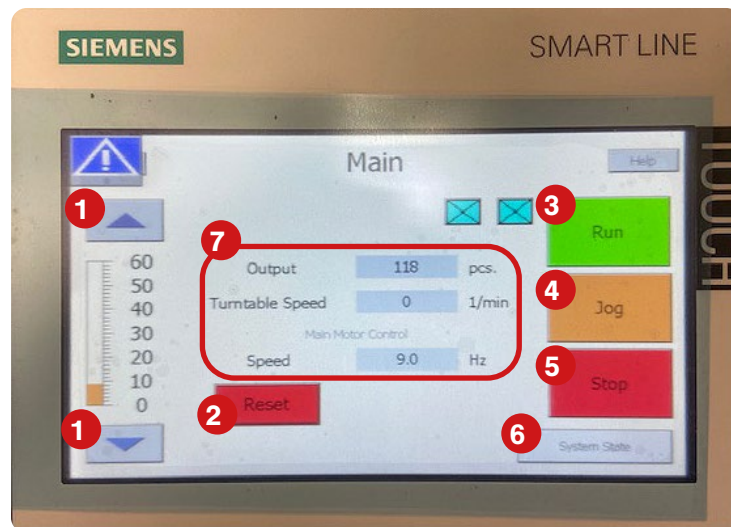 SIEMENS
SMART LINE
TOUCH
Main
Help
1
3
Run
7
Output 118 pcs.
Turntable Speed 0 1/min
Main Motor Control
Speed 9.0 Hz
60
50
40
30
20
10
0
4
Jog
5
Stop
2
Reset
1
6
System State